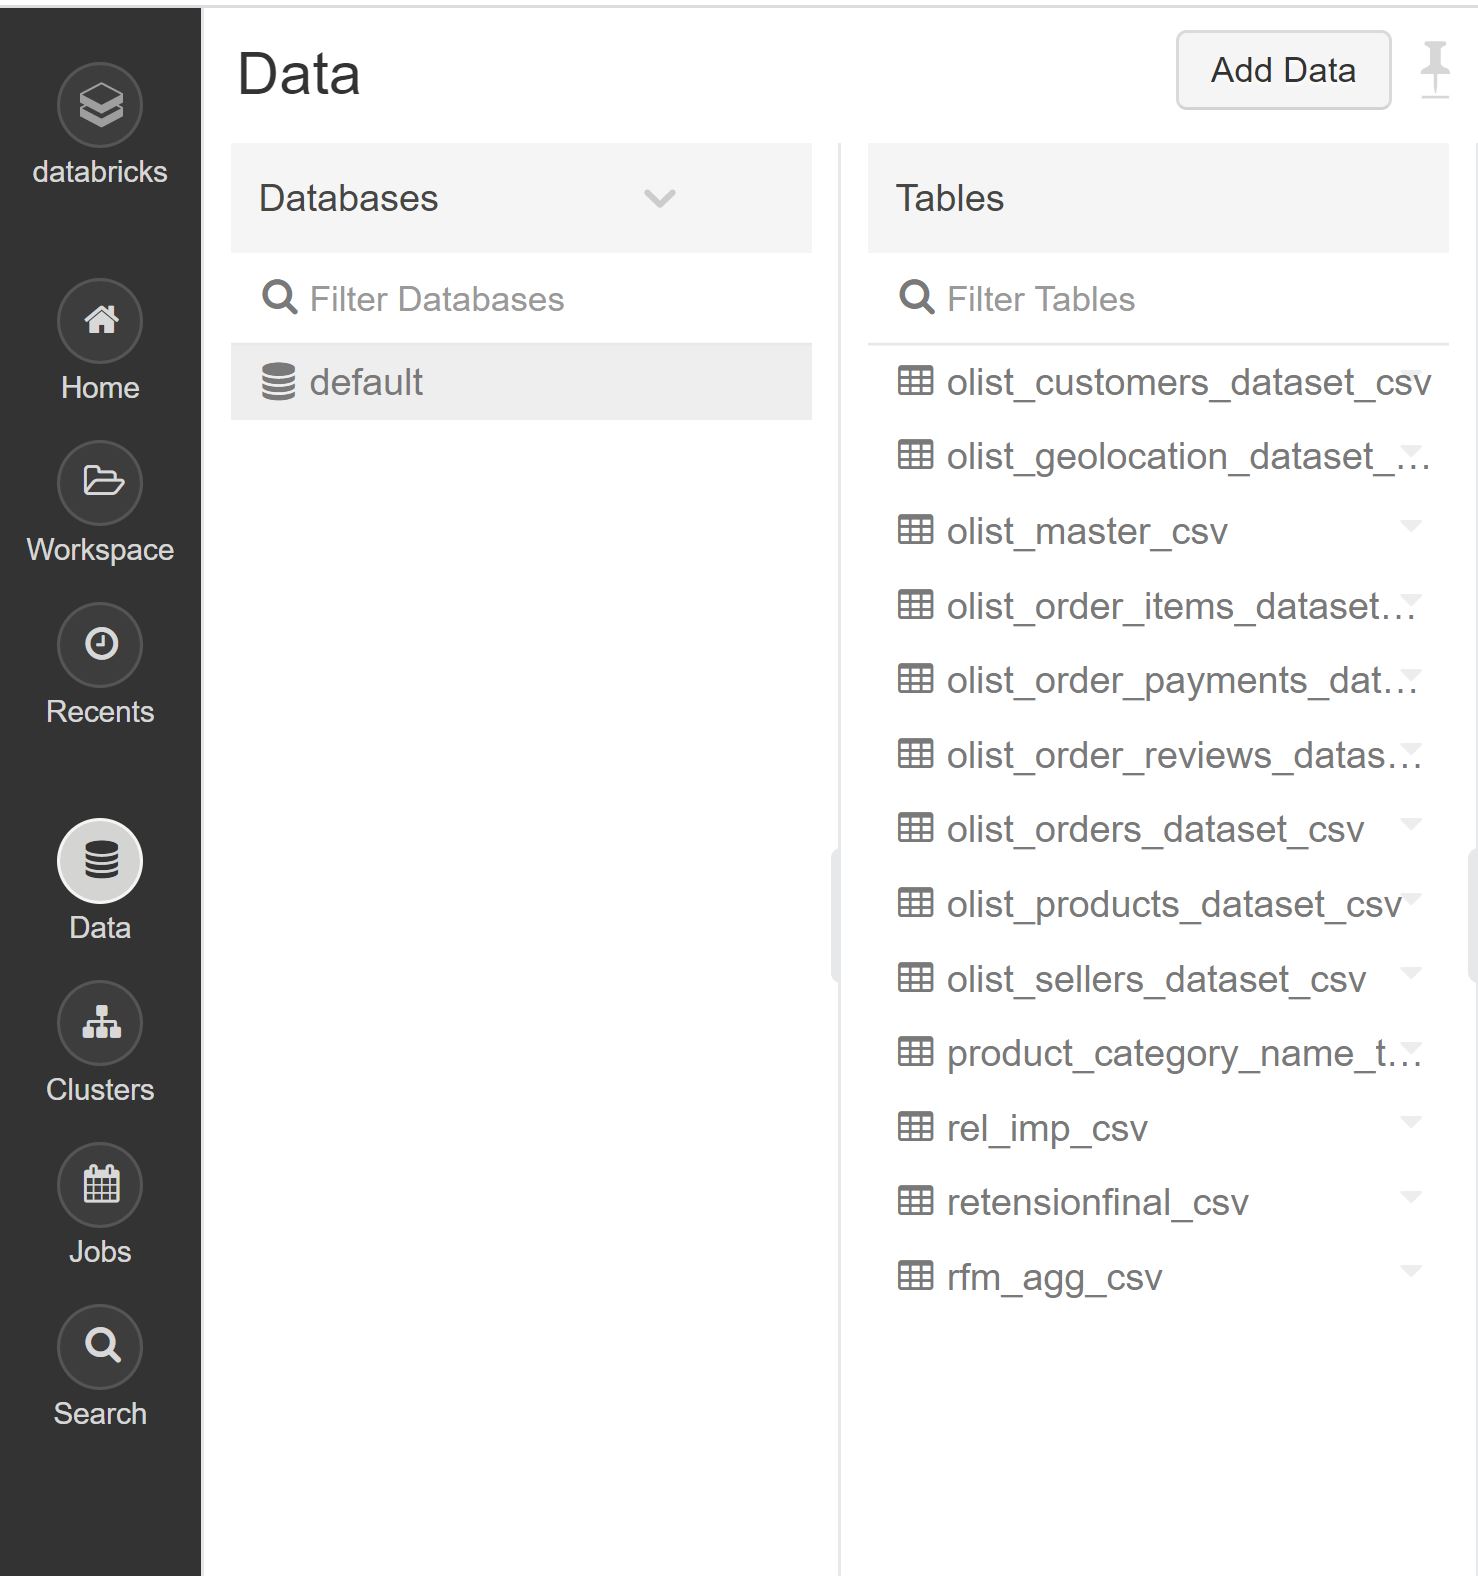 databricks
Home
Workspace
Recents
Data
Clusters
Jobs
Search
Data
Add Data
Databases
Filter Databases
default
Tables
Filter Tables
olist_customers_dataset_csv
olist_geolocation_dataset_…
olist_master_csv
olist_order_items_dataset…
olist_order_payments_dat…
olist_order_reviews_datas…
olist_orders_dataset_csv
olist_products_dataset_csv
olist_sellers_dataset_csv
product_category_name_t…
rel_imp_csv
retensionfinal_csv
rfm_agg_csv